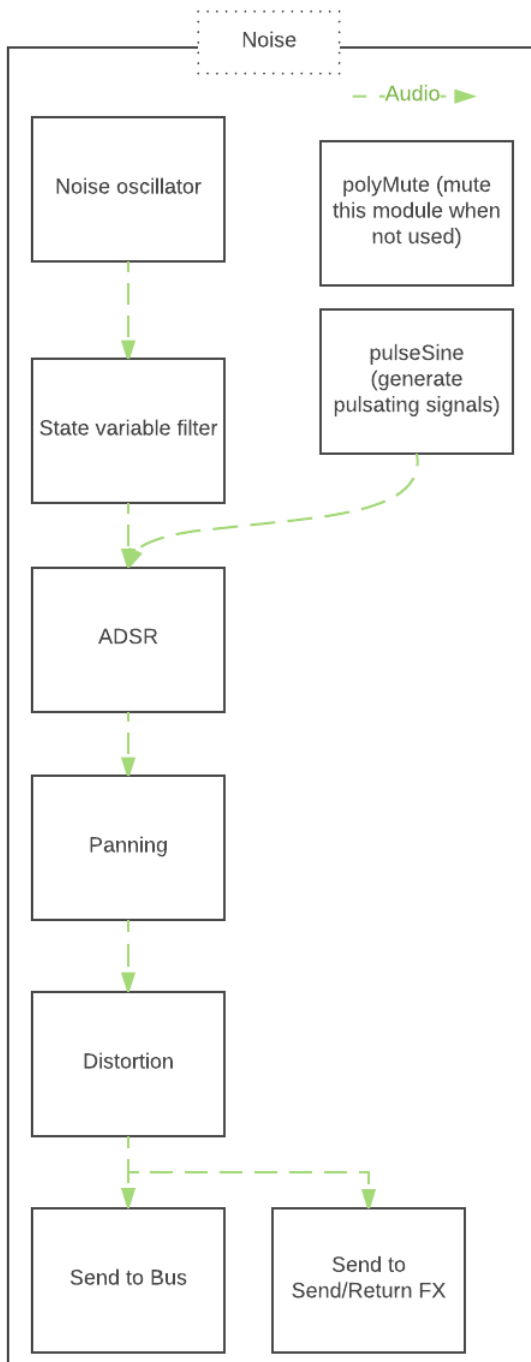 Noise
Audio
Noise oscillator
polyMute (mute
this module when
not used)
pulseSine
(generate
pulsating signals)
State variable filter
ADSR
Panning
Distortion
Send to Bus
Send to
Send/Return FX